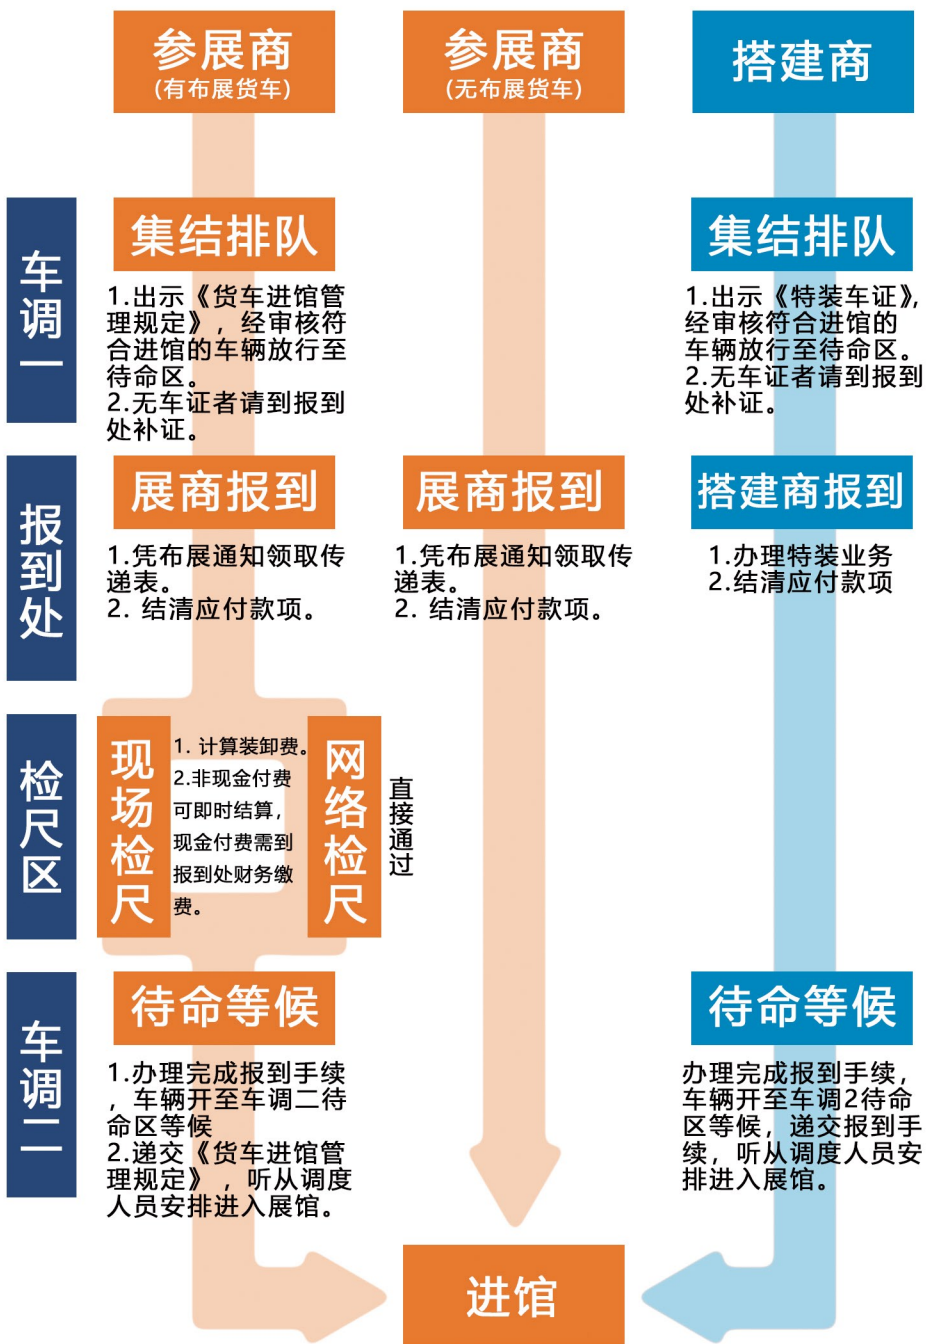 参展商
(有布展货车)
参展商
(无布展货车)
搭建商
车调一
集结排队
1.出示《货车进馆管
理规定》，经审核符
合进馆的车辆放行至
待命区。
2.无车证者请到报到
处补证。
集结排队
1.出示《特装车证》,
经审核符合进馆的
车辆放行至待命区。
2.无车证者请到报到
处补证。
报到处
展商报到
1.凭布展通知领取传
递表。
2. 结清应付款项。
展商报到
1.凭布展通知领取传
递表。
2. 结清应付款项。
搭建商报到
1.办理特装业务
2.结清应付款项
检尺区
现场检尺
1. 计算装卸费。
2.非现金付费
可即时结算，
现金付费需到
报到处财务缴
费。
网络检尺
直接通过
车调二
待命等候
1.办理完成报到手续
，车辆开至车调二待
命区等候
2.递交《货车进馆管
理规定》，听从调度
人员安排进入展馆。
待命等候
办理完成报到手续，
车辆开至车调2待命
区等候，递交报到手
续，听从调度人员安
排进入展馆。
进馆